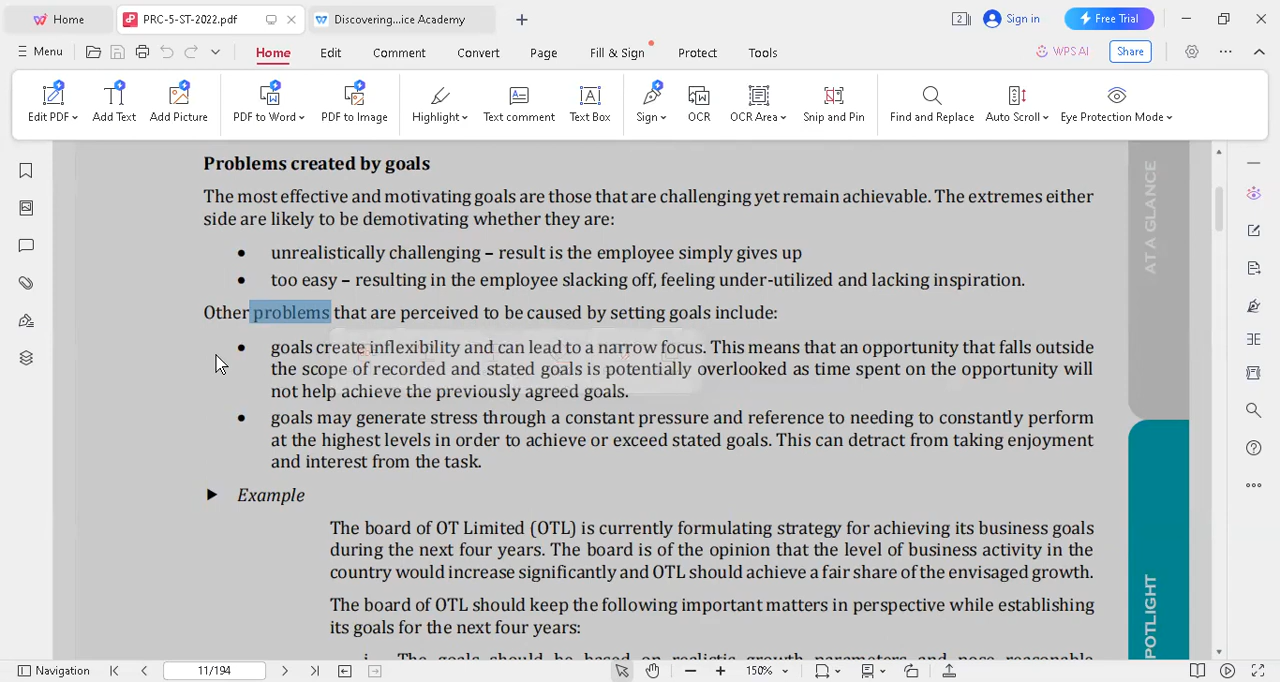 Home
PRC-5-ST-2022.pdf
Discovering...ice Academy
2
Sign in
Free Trial
Menu
Home
Edit
Comment
Convert
Page
Fill & Sign
Protect
Tools
WPS AI
Share
Edit PDF
Add Text
Add Picture
PDF to Word
PDF to Image
Highlight
Text comment
Text Box
Sign
OCR
OCR Area
Snip and Pin
Find and Replace
Auto Scroll
Eye Protection Mode
Problems created by goals
The most effective and motivating goals are those that are challenging yet remain achievable. The extremes either
side are likely to be demotivating whether they are:
• unrealistically challenging – result is the employee simply gives up
• too easy – resulting in the employee slacking off, feeling under-utilized and lacking inspiration.
Other problems that are perceived to be caused by setting goals include:
• goals create inflexibility and can lead to a narrow focus. This means that an opportunity that falls outside
the scope of recorded and stated goals is potentially overlooked as time spent on the opportunity will
not help achieve the previously agreed goals.
• goals may generate stress through a constant pressure and reference to needing to constantly perform
at the highest levels in order to achieve or exceed stated goals. This can detract from taking enjoyment
and interest from the task.
Example
The board of OT Limited (OTL) is currently formulating strategy for achieving its business goals
during the next four years. The board is of the opinion that the level of business activity in the
country would increase significantly and OTL should achieve a fair share of the envisaged growth.
The board of OTL should keep the following important matters in perspective while establishing
its goals for the next four years:
i. The goals should be based on realistic growth parameters and pose reasonable
AT A GLANCE
SPOTLIGHT
Navigation
11/194
150%